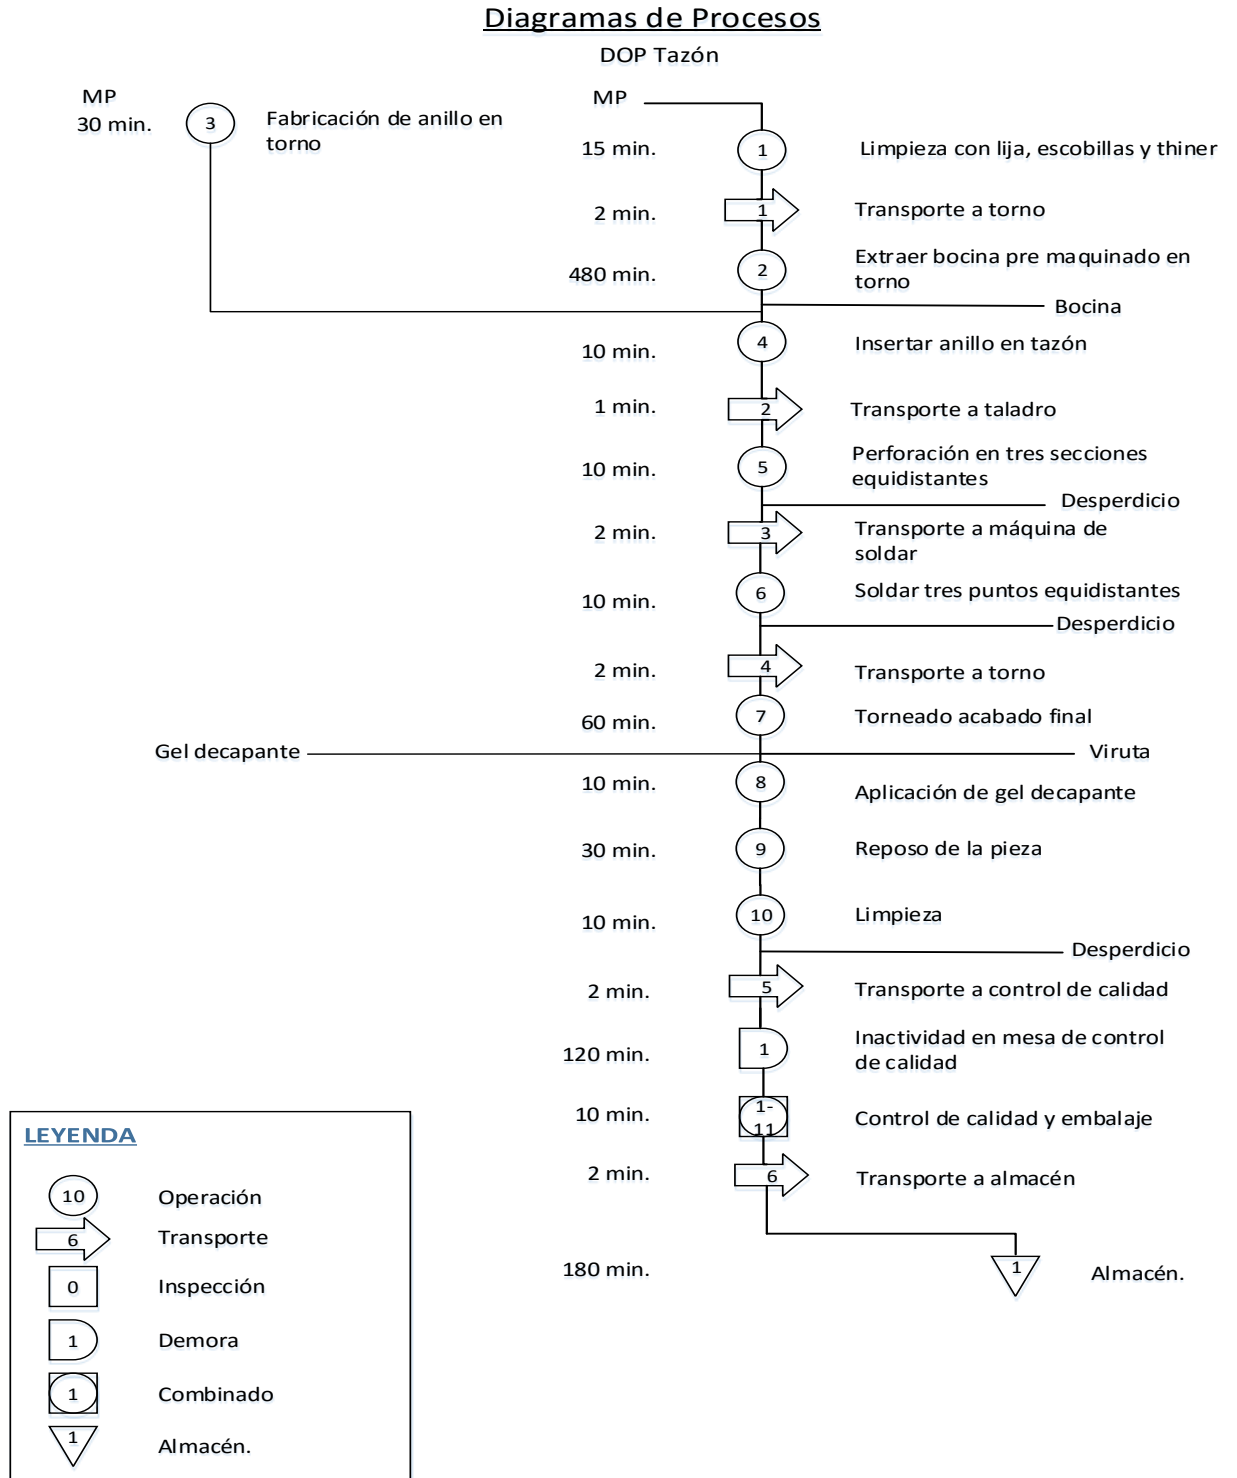 Diagramas de Procesos
DOP Tazón
MP
30 min.
3
Fabricación de anillo en
torno
MP
15 min.
1
Limpieza con lija, escobillas y thiner
2 min.
1
Transporte a torno
480 min.
2
Extraer bocina pre maquinado en
torno
Bocina
10 min.
4
Insertar anillo en tazón
1 min.
2
Transporte a taladro
10 min.
5
Perforación en tres secciones
equidistantes
Desperdicio
2 min.
3
Transporte a máquina de
soldar
10 min.
6
Soldar tres puntos equidistantes
Desperdicio
2 min.
4
Transporte a torno
60 min.
7
Torneado acabado final
Gel decapante
Viruta
10 min.
8
Aplicación de gel decapante
30 min.
9
Reposo de la pieza
10 min.
10
Limpieza
Desperdicio
2 min.
5
Transporte a control de calidad
120 min.
1
Inactividad en mesa de control
de calidad
10 min.
1-
11
Control de calidad y embalaje
2 min.
6
Transporte a almacén
180 min.
1
Almacén.
LEYENDA
10
Operación
6
Transporte
0
Inspección
1
Demora
1
Combinado
1
Almacén.